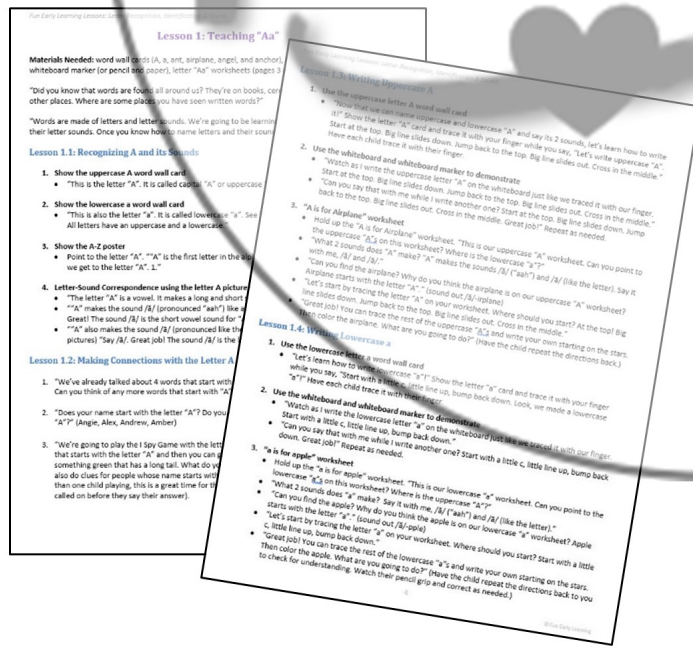 Fun Early Learning Lessons: Letter Recognition, Identification
Lesson 1: Teaching "Aa"
Materials Needed: word wall cards (A, a, ant, airplane, angel, and anchor),
whiteboard marker (or pencil and paper), letter "Aa" worksheets (pages 3
"Did you know that words are found all around us? They're on books, cere
other places. Where are some places you have seen written words?"
"Words are made of letters and letter sounds. We're going to be learnin
their letter sounds. Once you know how to name letters and their soun
Lesson 1.1: Recognizing A and its Sounds
1. Show the uppercase A word wall card
• "This is the letter "A". It is called capital "A" or uppercase
2. Show the lowercase a word wall card
• "This is also the letter "a". It is called lowercase "a". See
All letters have an uppercase and a lowercase."
3. Show the A-Z poster
• Point to the letter "A". ""A" is the first letter in the alp
we get to the letter "A". 1."
4. Letter-Sound Correspondence using the letter A picture
• "The letter "A" is a vowel. It makes a long and short
• ""A" makes the sound /ă/ (pronounced "aah") like a
Great! The sound /ă/ is the short vowel sound for "
• ""A" also makes the sound /ā/ (pronounced like the
pictures) "Say /ā/. Great job! The sound /ā/ is the l
Lesson 1.2: Making Connections with the Letter A
1. "We've already talked about 4 words that start with
Can you think of any more words that start with "A"
2. "Does your name start with the letter "A"? Do you
"A"?" (Angie, Alex, Andrew, Amber)
3. "We're going to play the I Spy Game with the lett
that starts with the letter "A" and then you can g
something green that has a long tail. What do yo
also do clues for people whose name starts with
than one child playing, this is a great time for th
called on before they say their answer).
Lesson 1.3: Writing Uppercase A
1. Use the uppercase letter A word wall card
• "Now that we can name uppercase and lowercase "A" and say its 2 sounds, let's learn how to write
it!" Show the letter "A" card and trace it with your finger while you say, "Let's write uppercase "A".
Start at the top. Big line slides down. Jump back to the top. Big line slides out. Cross in the middle."
Have each child trace it with their finger.
2. Use the whiteboard and whiteboard marker to demonstrate
• "Watch as I write the uppercase letter "A" on the whiteboard just like we traced it with our finger.
Start at the top. Big line slides down. Jump back to the top. Big line slides out. Cross in the middle."
• "Can you say that with me while I write another one? Start at the top. Big line slides down. Jump
back to the top. Big line slides out. Cross in the middle. Great job!" Repeat as needed.
3. "A is for Airplane" worksheet
• Hold up the "A is for Airplane" worksheet. "This is our uppercase "A" worksheet. Can you point to
the uppercase "A"s on this worksheet? Where is the lowercase "a"?"
• "What 2 sounds does "A" make? "A" makes the sounds /ă/ ("aah") and /ā/ (like the letter). Say it
with me, /ă/ and /ā/."
• "Can you find the airplane? Why do you think the airplane is on our uppercase "A" worksheet?
Airplane starts with the letter "A"." (sound out /ā/-irplane)
• "Let's start by tracing the letter "A" on your worksheet. Where should you start? At the top! Big
line slides down. Jump back to the top. Big line slides out. Cross in the middle."
• "Great job! You can trace the rest of the uppercase "A"s and write your own starting on the stars.
Then color the airplane. What are you going to do?" (Have the child repeat the directions back.)
Lesson 1.4: Writing Lowercase a
1. Use the lowercase letter a word wall card
• "Let's learn how to write lowercase "a"!" Show the letter "a" card and trace it with your finger
while you say, "Start with a little c, little line up, bump back down. Look, we made a lowercase
"a"!" Have each child trace it with their finger.
2. Use the whiteboard and whiteboard marker to demonstrate
• "Watch as I write the lowercase letter "a" on the whiteboard just like we traced it with our finger.
Start with a little c, little line up, bump back down."
• "Can you say that with me while I write another one? Start with a little c, little line up, bump back
down. Great job!" Repeat as needed.
3. "a is for apple" worksheet
• Hold up the "a is for apple" worksheet. "This is our lowercase "a" worksheet. Can you point to the
lowercase "a"s on this worksheet? Where is the uppercase "A"?"
• "What 2 sounds does "a" make? Say it with me, /ă/ ("aah") and /ā/ (like the letter)."
• "Can you find the apple? Why do you think the apple is on our lowercase "a" worksheet? Apple
starts with the letter "a"." (sound out /ă/-pple)
• "Let's start by tracing the letter "a" on your worksheet. Where should you start? Start with a little
c, little line up, bump back down."
• "Great job! You can trace the rest of the lowercase "a"s and write your own starting on the stars.
Then color the apple. What are you going to do?" (Have the child repeat the directions back to you
to check for understanding. Watch their pencil grip and correct as needed.)
©Fun Early Learning